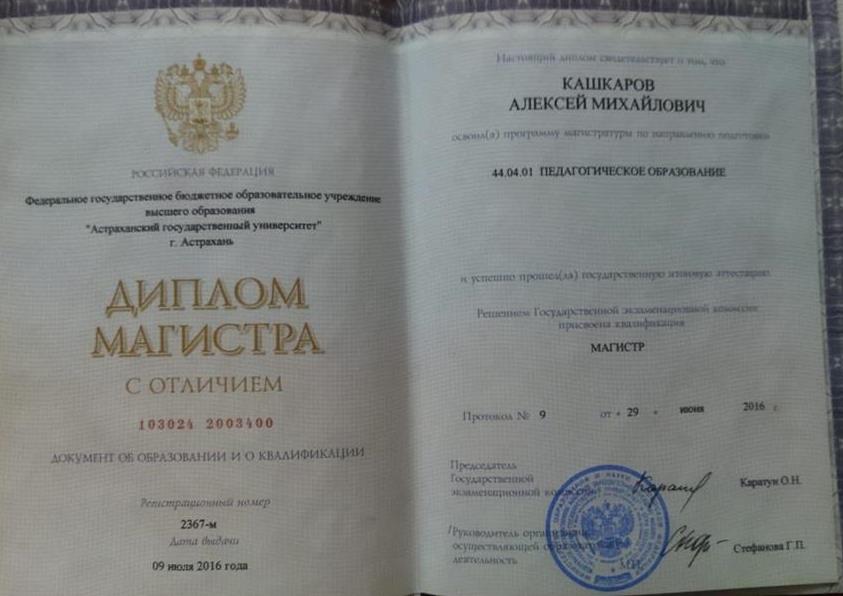 РОССИЙСКАЯ ФЕДЕРАЦИЯ
Федеральное государственное бюджетное образовательное учреждение
высшего образования
"Астраханский государственный университет"
г. Астрахань
ДИПЛОМ
МАГИСТРА
С ОТЛИЧИЕМ
103024 2003400
ДОКУМЕНТ ОБ ОБРАЗОВАНИИ И О КВАЛИФИКАЦИИ
Регистрационный номер
2367-м
Дата выдачи
09 июля 2016 года
Настоящий диплом свидетельствует о том, что
КАШКАРОВ
АЛЕКСЕЙ МИХАЙЛОВИЧ
освоил(а) программу магистратуры по направлению подготовки
44.04.01 ПЕДАГОГИЧЕСКОЕ ОБРАЗОВАНИЕ
и успешно прошел(ла) государственную итоговую аттестацию
Решением Государственной экзаменационной комиссии
присвоена квалификация
МАГИСТР
Протокол № 9 от « 29 » июня 2016 г.
Председатель
Государственной
экзаменационной комиссии
Каратун О.Н.
Руководитель организации,
осуществляющей образовательную
деятельность
Стефанова Г.П.
М.П.